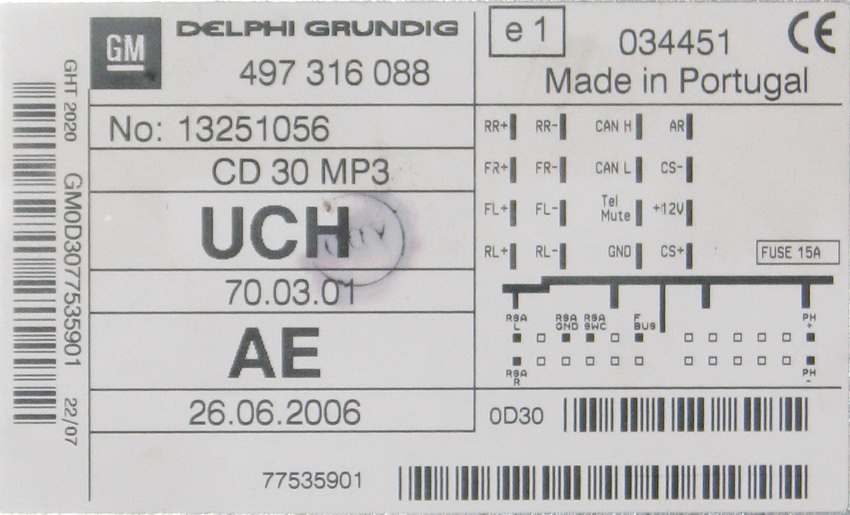 GM
DELPHI GRUNDIG
497 316 088
e 1
034451
CE
Made in Portugal
GHT 2020
GM0D3077535901
22/07
No: 13251056
CD 30 MP3
UCH
70.03.01
AE
26.06.2006
RR+ RR- CAN H AR
FR+ FR- CAN L CS-
FL+ FL- Tel Mute +12V
RL+ RL- GND CS+
FUSE 15A
RSA L
RSA GND
RSA SWC
F BUS
PH +
RSA R
PH -
0D30
77535901